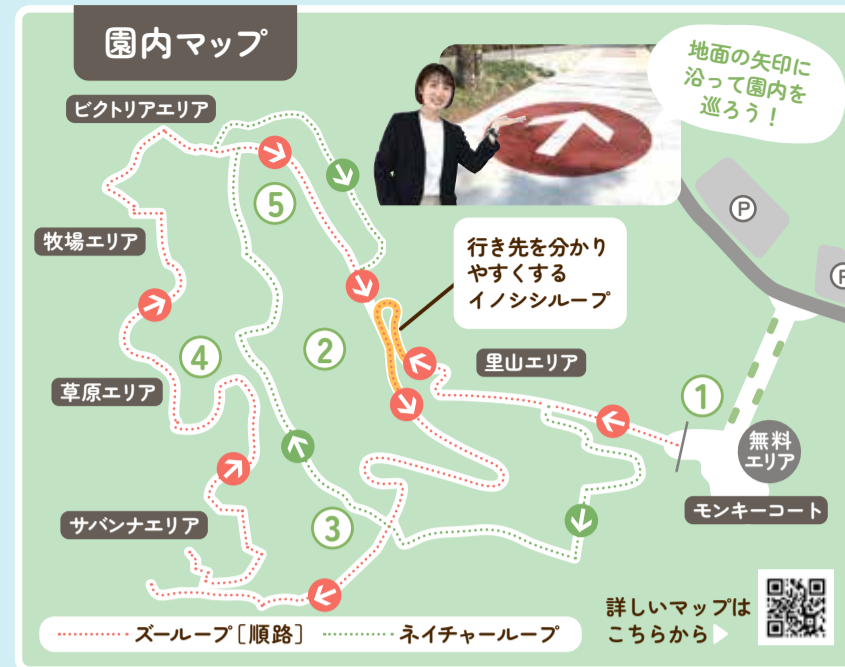 園内マップ
地面の矢印に
沿って園内を
巡ろう！
ビクトリアエリア
P
P
⑤
牧場エリア
行き先を分かり
やすくする
イノシシループ
②
里山エリア
④
草原エリア
①
無料
エリア
モンキーコート
サバンナエリア
③
詳しいマップは
こちらから
ズーループ［順路］
ネイチャーループ